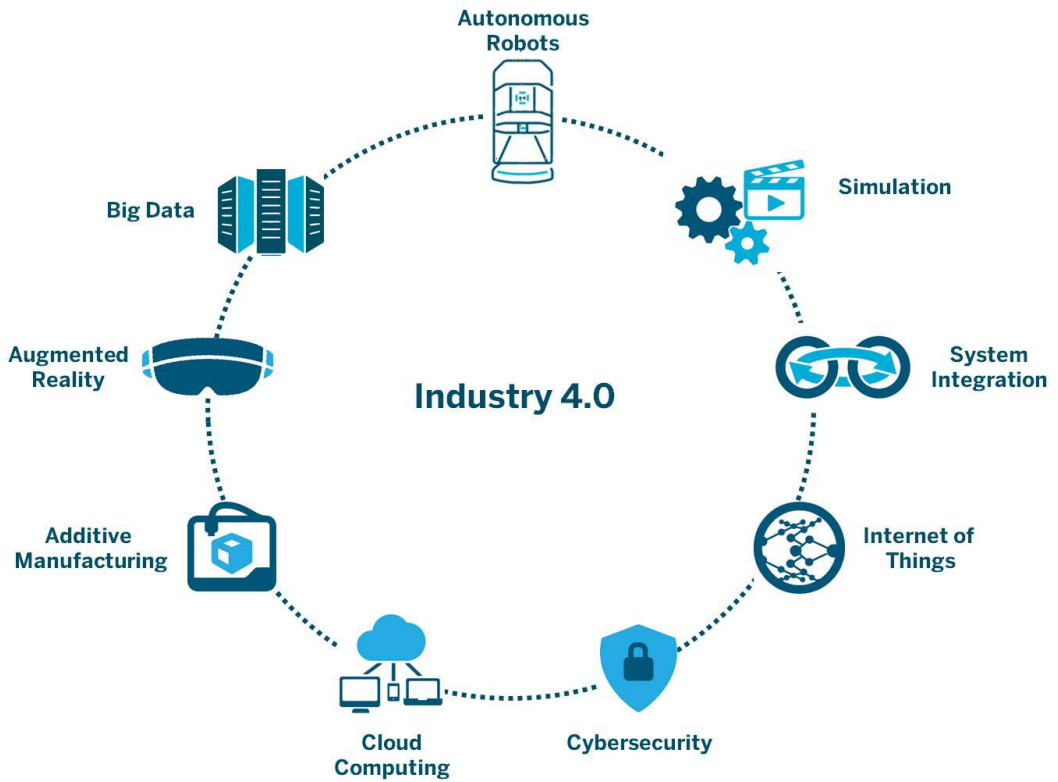 Autonomous
Robots
Simulation
Big Data
System
Integration
Augmented
Reality
Industry 4.0
Internet of
Things
Additive
Manufacturing
Cybersecurity
Cloud
Computing